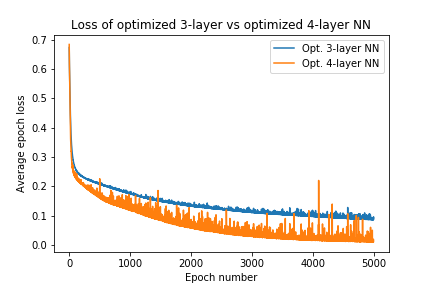 Loss of optimized 3-layer vs optimized 4-layer NN
Opt. 3-layer NN
Opt. 4-layer NN
Average epoch loss
0.7
0.6
0.5
0.4
0.3
0.2
0.1
0.0
0 1000 2000 3000 4000 5000
Epoch number